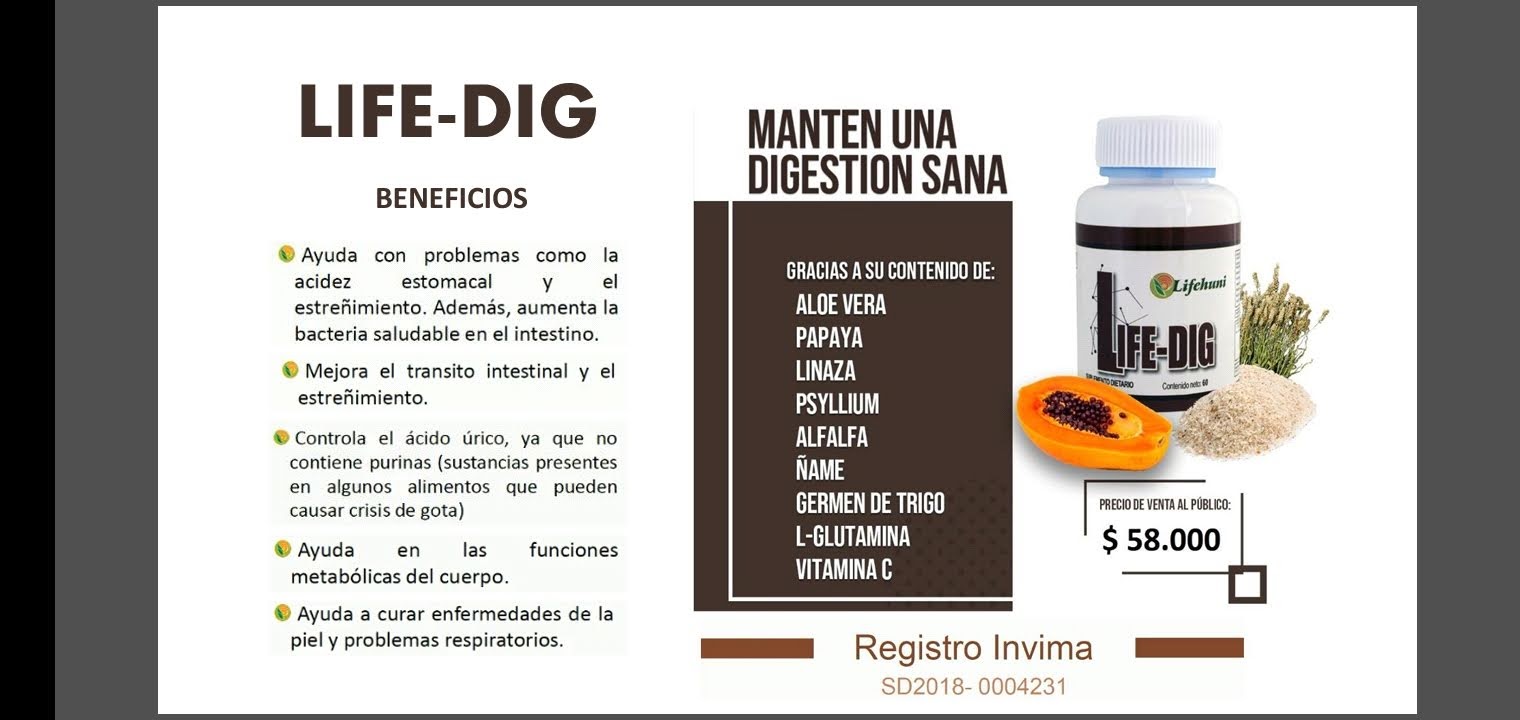 LIFE-DIG
BENEFICIOS
Ayuda con problemas como la
acidez estomacal y el
estreñimiento. Además, aumenta la
bacteria saludable en el intestino.
Mejora el transito intestinal y el
estreñimiento.
Controla el ácido úrico, ya que no
contiene purinas (sustancias presentes
en algunos alimentos que pueden
causar crisis de gota)
Ayuda en las funciones
metabólicas del cuerpo.
Ayuda a curar enfermedades de la
piel y problemas respiratorios.
MANTEN UNA
DIGESTION SANA
GRACIAS A SU CONTENIDO DE:
ALOE VERA
PAPAYA
LINAZA
PSYLLIUM
ALFALFA
ÑAME
GERMEN DE TRIGO
L-GLUTAMINA
VITAMINA C
Lifehuni
LIFE-DIG
SUPLEMENTO DIETARIO
Contenido neto: 60
PRECIO DE VENTA AL PÚBLICO:
$ 58.000
Registro Invima
SD2018- 0004231